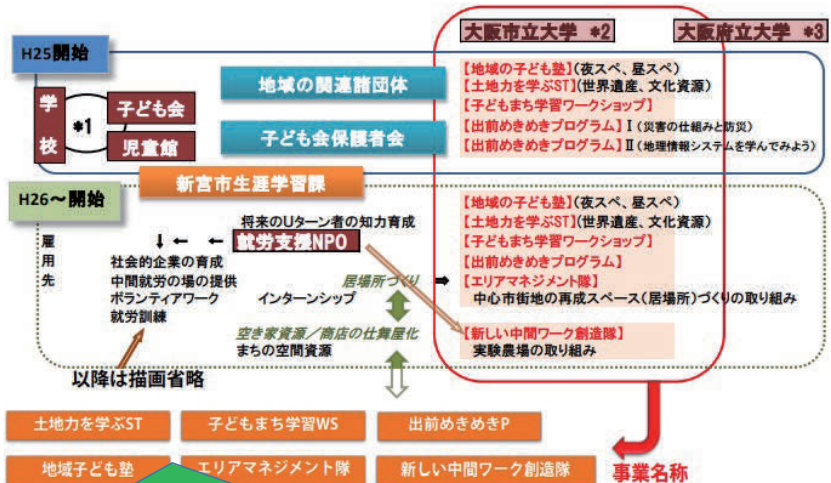 大阪市立大学 *2
大阪府立大学 *3
H25開始
学校
*1
子ども会
児童館
地域の関連諸団体
子ども会保護者会
【地域の子ども塾】(夜スペ、昼スペ)
【土地力を学ぶST】(世界遺産、文化資源)
【子どもまち学習ワークショップ】
【出前めきめきプログラム】Ⅰ(災害の仕組みと防災)
【出前めきめきプログラム】Ⅱ(地理情報システムを学んでみよう)
新宮市生涯学習課
H26~開始
雇用先
将来のUターン者の知力育成
↓ ← ← 就労支援NPO
社会的企業の育成
中間就労の場の提供
ボランティアワーク
就労訓練
インターンシップ
居場所づくり
空き家資源/商店の仕舞屋化
まちの空間資源
【地域の子ども塾】(夜スペ、昼スペ)
【土地力を学ぶST】(世界遺産、文化資源)
【子どもまち学習ワークショップ】
【出前めきめきプログラム】
【エリアマネジメント隊】
中心市街地の再成スペース(居場所)づくりの取り組み
【新しい中間ワーク創造隊】
実験農場の取り組み
以降は描画省略
土地力を学ぶST
子どもまち学習WS
出前めきめきP
地域子ども塾
エリアマネジメント隊
新しい中間ワーク創造隊
事業名称